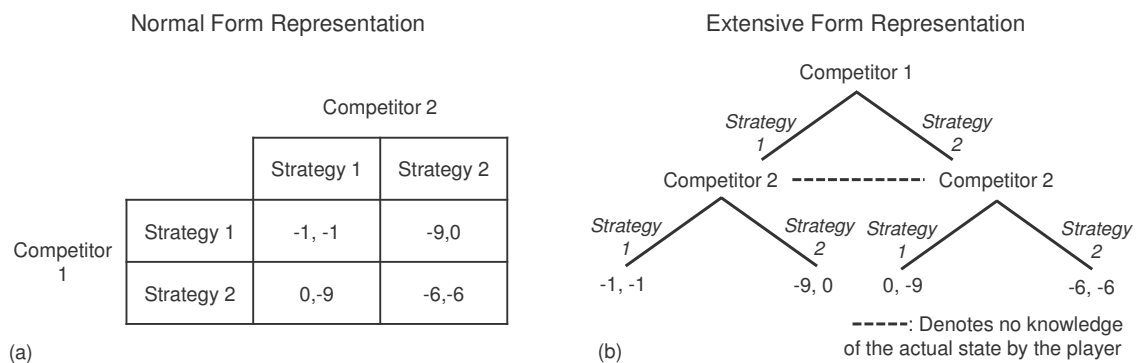 Normal Form Representation
Competitor 2
Strategy 1
Strategy 2
Competitor
1
Strategy 1
-1, -1
-9,0
Strategy 2
0,-9
-6,-6
(a)
Extensive Form Representation
Competitor 1
Strategy
1
Strategy
2
Competitor 2
Competitor 2
Strategy
1
Strategy
2
Strategy
1
Strategy
2
-1, -1
-9, 0
0, -9
-6, -6
: Denotes no knowledge
of the actual state by the player
(b)